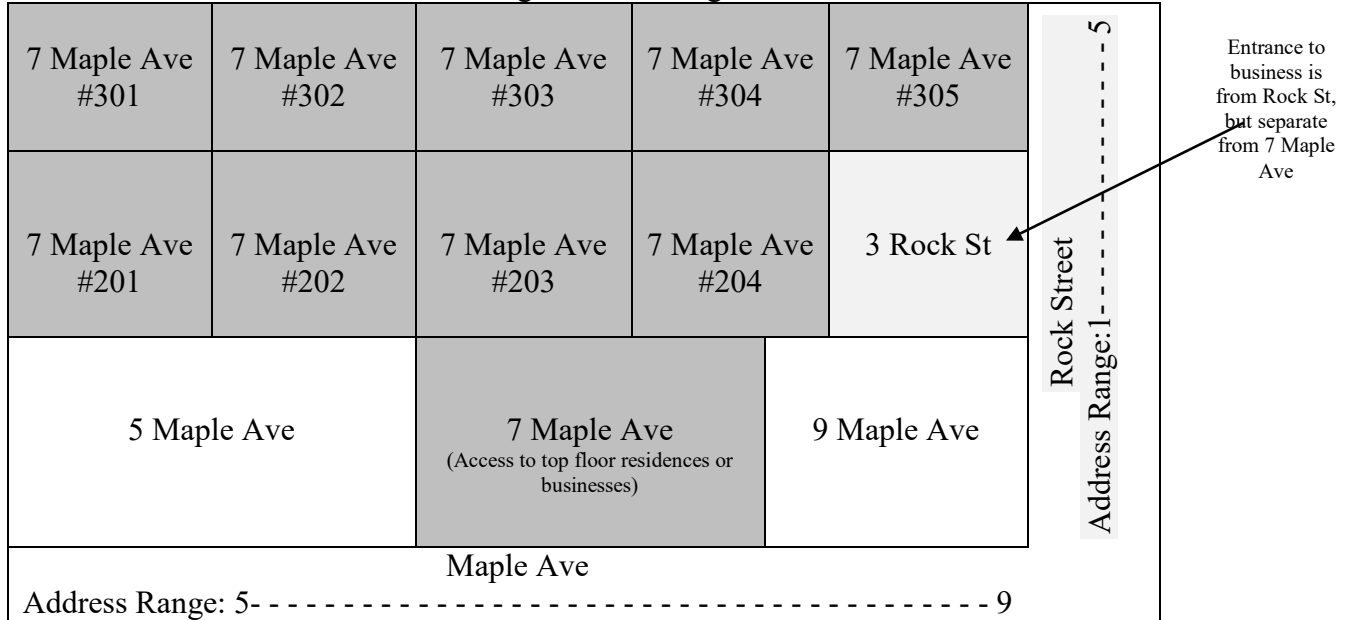 7 Maple Ave
#301
7 Maple Ave
#302
7 Maple Ave
#303
7 Maple Ave
#304
7 Maple Ave
#305
7 Maple Ave
#201
7 Maple Ave
#202
7 Maple Ave
#203
7 Maple Ave
#204
3 Rock St
5 Maple Ave
7 Maple Ave
(Access to top floor residences or
businesses)
9 Maple Ave
Rock Street
Address Range:1- - - - - - - - - - - - - - - - 5
Entrance to
business is
from Rock St,
but separate
from 7 Maple
Ave
Maple Ave
Address Range: 5- - - - - - - - - - - - - - - - - - - - - - - - - - - - - - - - - - - - - - - - 9